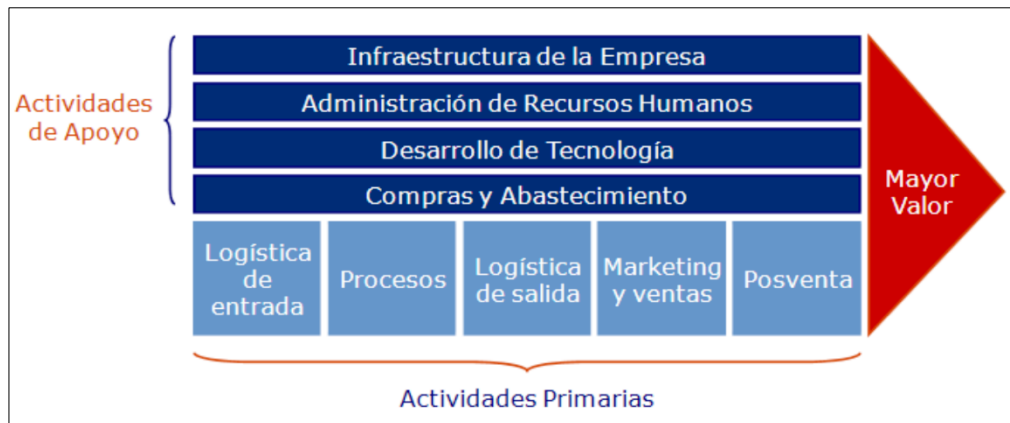 Infraestructura de la Empresa
Actividades
de Apoyo
Administración de Recursos Humanos
Desarrollo de Tecnología
Compras y Abastecimiento
Mayor
Valor
Logística
de
entrada
Procesos
Logística
de salida
Marketing
y ventas
Posventa
Actividades Primarias